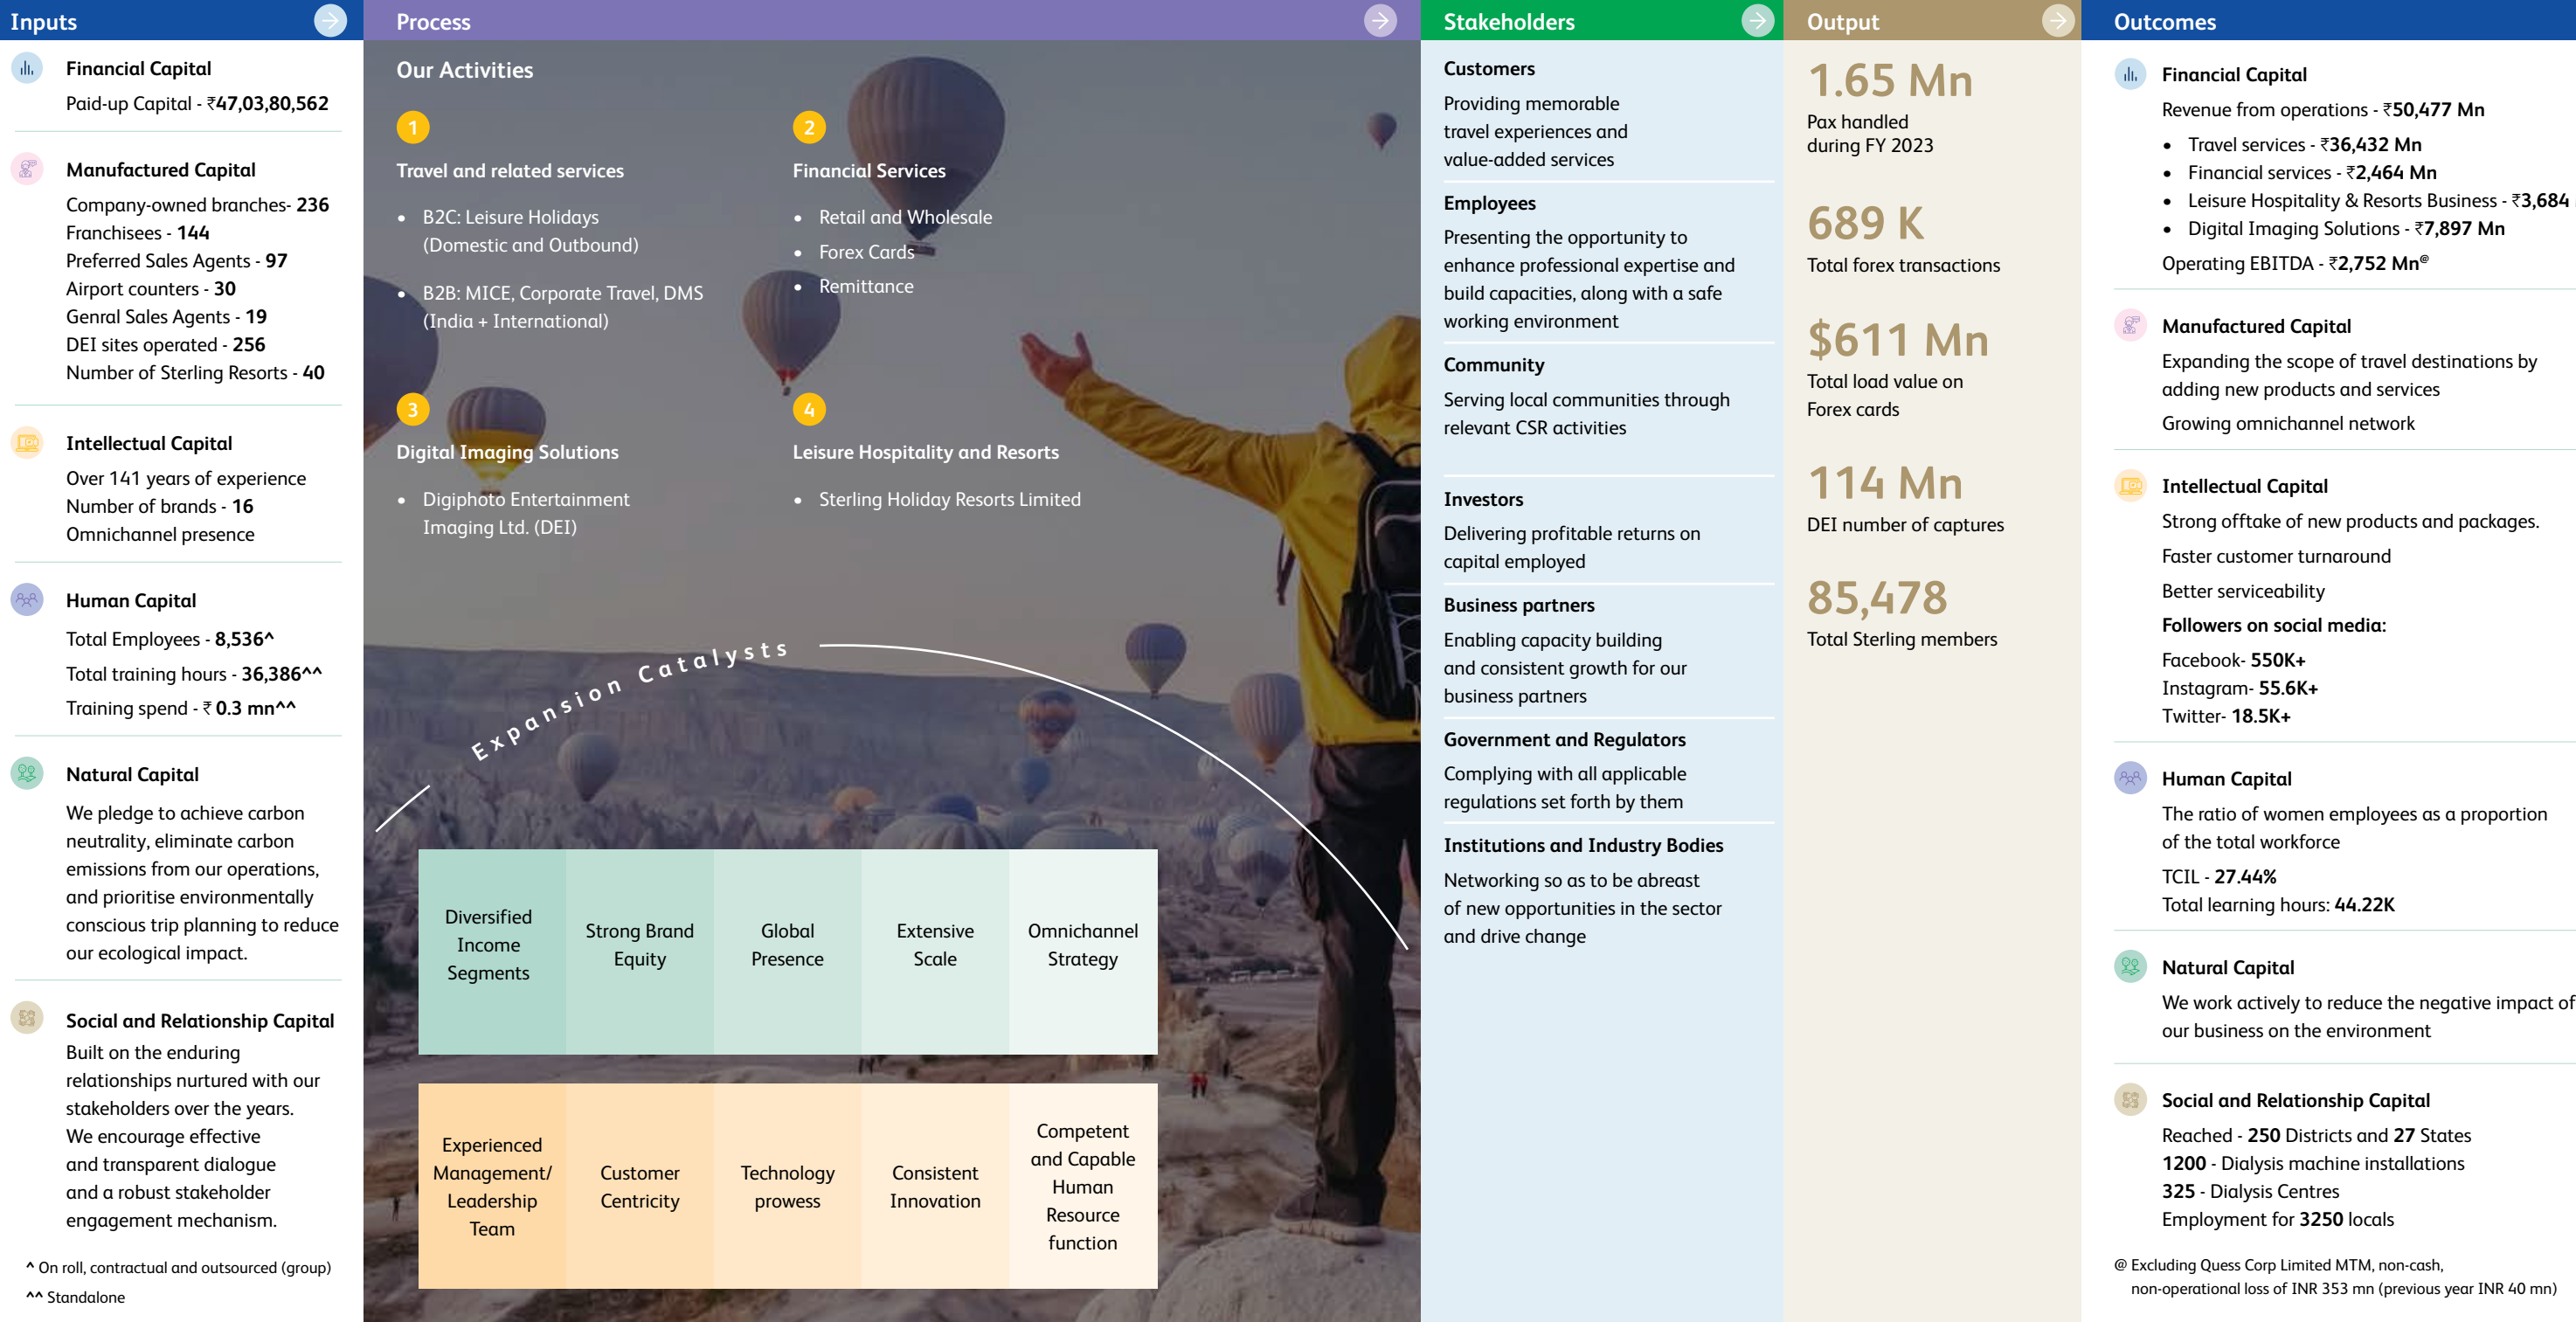 Inputs
Financial Capital
Paid-up Capital - ₹47,03,80,562
Manufactured Capital
Company-owned branches- 236
Franchisees - 144
Preferred Sales Agents - 97
Airport counters - 30
Genral Sales Agents - 19
DEI sites operated - 256
Number of Sterling Resorts - 40
Intellectual Capital
Over 141 years of experience
Number of brands - 16
Omnichannel presence
Human Capital
Total Employees - 8,536^
Total training hours - 36,386^^
Training spend - ₹ 0.3 mn^^
Natural Capital
We pledge to achieve carbon
neutrality, eliminate carbon
emissions from our operations,
and prioritise environmentally
conscious trip planning to reduce
our ecological impact.
Social and Relationship Capital
Built on the enduring
relationships nurtured with our
stakeholders over the years.
We encourage effective
and transparent dialogue
and a robust stakeholder
engagement mechanism.
^ On roll, contractual and outsourced (group)
^^ Standalone
Process
Our Activities
1
Travel and related services
• B2C: Leisure Holidays
(Domestic and Outbound)
• B2B: MICE, Corporate Travel, DMS
(India + International)
2
Financial Services
• Retail and Wholesale
• Forex Cards
• Remittance
3
Digital Imaging Solutions
• Digiphoto Entertainment
Imaging Ltd. (DEI)
4
Leisure Hospitality and Resorts
• Sterling Holiday Resorts Limited
Expansion Catalysts
Diversified
Income
Segments
Strong Brand
Equity
Global
Presence
Extensive
Scale
Omnichannel
Strategy
Experienced
Management/
Leadership
Team
Customer
Centricity
Technology
prowess
Consistent
Innovation
Competent
and Capable
Human
Resource
function
Stakeholders
Customers
Providing memorable
travel experiences and
value-added services
Employees
Presenting the opportunity to
enhance professional expertise and
build capacities, along with a safe
working environment
Community
Serving local communities through
relevant CSR activities
Investors
Delivering profitable returns on
capital employed
Business partners
Enabling capacity building
and consistent growth for our
business partners
Government and Regulators
Complying with all applicable
regulations set forth by them
Institutions and Industry Bodies
Networking so as to be abreast
of new opportunities in the sector
and drive change
Output
1.65 Mn
Pax handled
during FY 2023
689 K
Total forex transactions
$611 Mn
Total load value on
Forex cards
114 Mn
DEI number of captures
85,478
Total Sterling members
Outcomes
Financial Capital
Revenue from operations - ₹50,477 Mn
• Travel services - ₹36,432 Mn
• Financial services - ₹2,464 Mn
• Leisure Hospitality & Resorts Business - ₹3,684
• Digital Imaging Solutions - ₹7,897 Mn
Operating EBITDA - ₹2,752 Mn@
Manufactured Capital
Expanding the scope of travel destinations by
adding new products and services
Growing omnichannel network
Intellectual Capital
Strong offtake of new products and packages.
Faster customer turnaround
Better serviceability
Followers on social media:
Facebook- 550K+
Instagram- 55.6K+
Twitter- 18.5K+
Human Capital
The ratio of women employees as a proportion
of the total workforce
TCIL - 27.44%
Total learning hours: 44.22K
Natural Capital
We work actively to reduce the negative impact of
our business on the environment
Social and Relationship Capital
Reached - 250 Districts and 27 States
1200 - Dialysis machine installations
325 - Dialysis Centres
Employment for 3250 locals
@ Excluding Quess Corp Limited MTM, non-cash,
non-operational loss of INR 353 mn (previous year INR 40 mn)